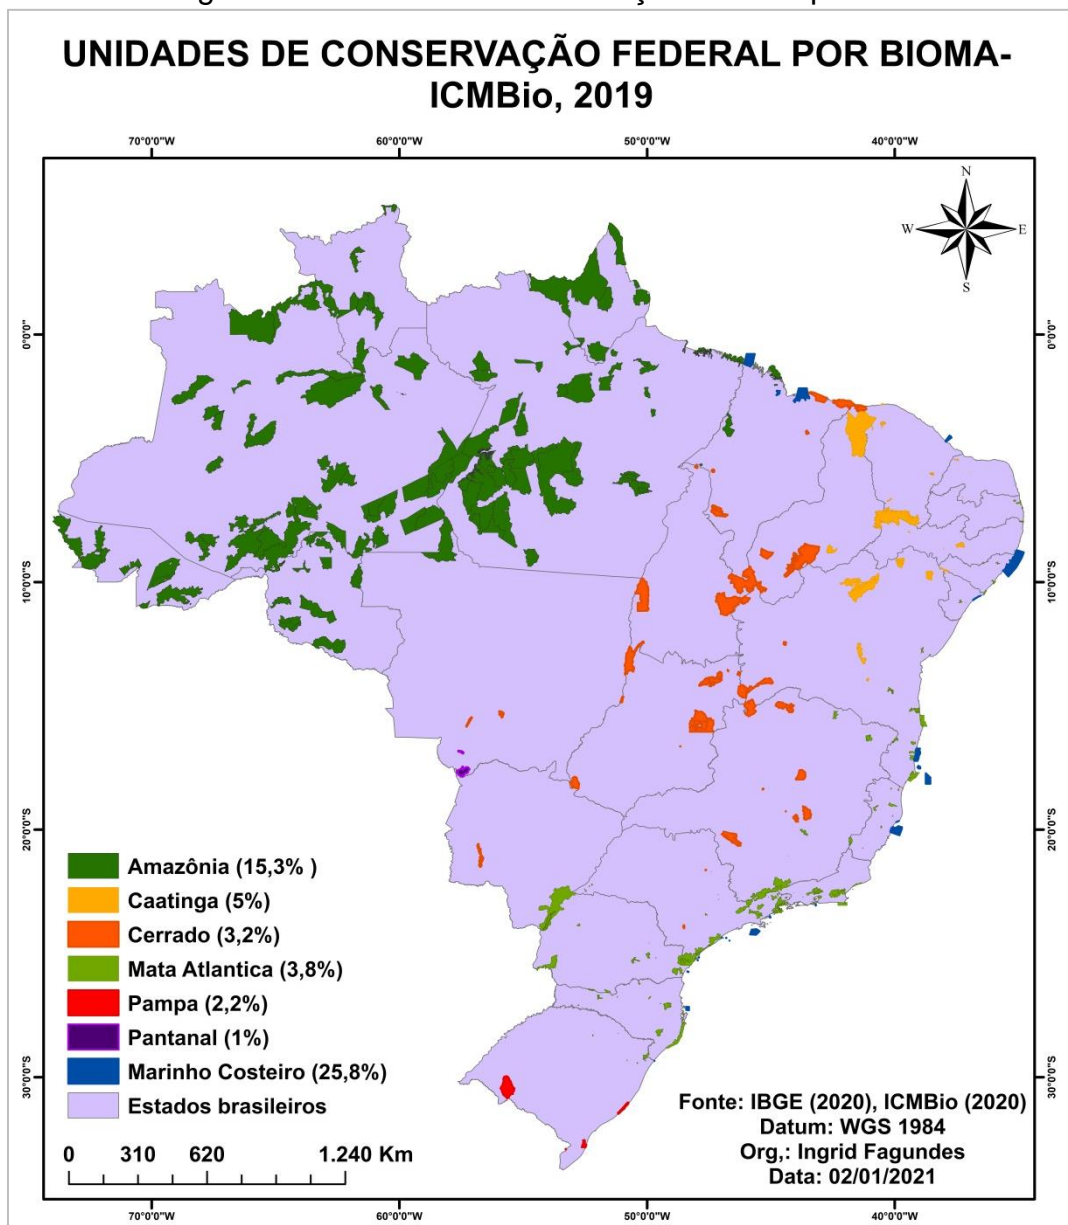 UNIDADES DE CONSERVAÇÃO FEDERAL POR BIOMA-
ICMBio, 2019
70°0'0"W 60°0'0"W 50°0'0"W 40°0'0"W
N
W E
S
0°0'0" 0°0'0"
10°0'0"S 10°0'0"S
20°0'0"S 20°0'0"S
30°0'0"S 30°0'0"S
Amazônia (15,3% )
Caatinga (5%)
Cerrado (3,2%)
Mata Atlantica (3,8%)
Pampa (2,2%)
Pantanal (1%)
Marinho Costeiro (25,8%)
Estados brasileiros
0 310 620 1.240 Km
Fonte: IBGE (2020), ICMBio (2020)
Datum: WGS 1984
Org,: Ingrid Fagundes
Data: 02/01/2021
70°0'0"W 60°0'0"W 50°0'0"W 40°0'0"W